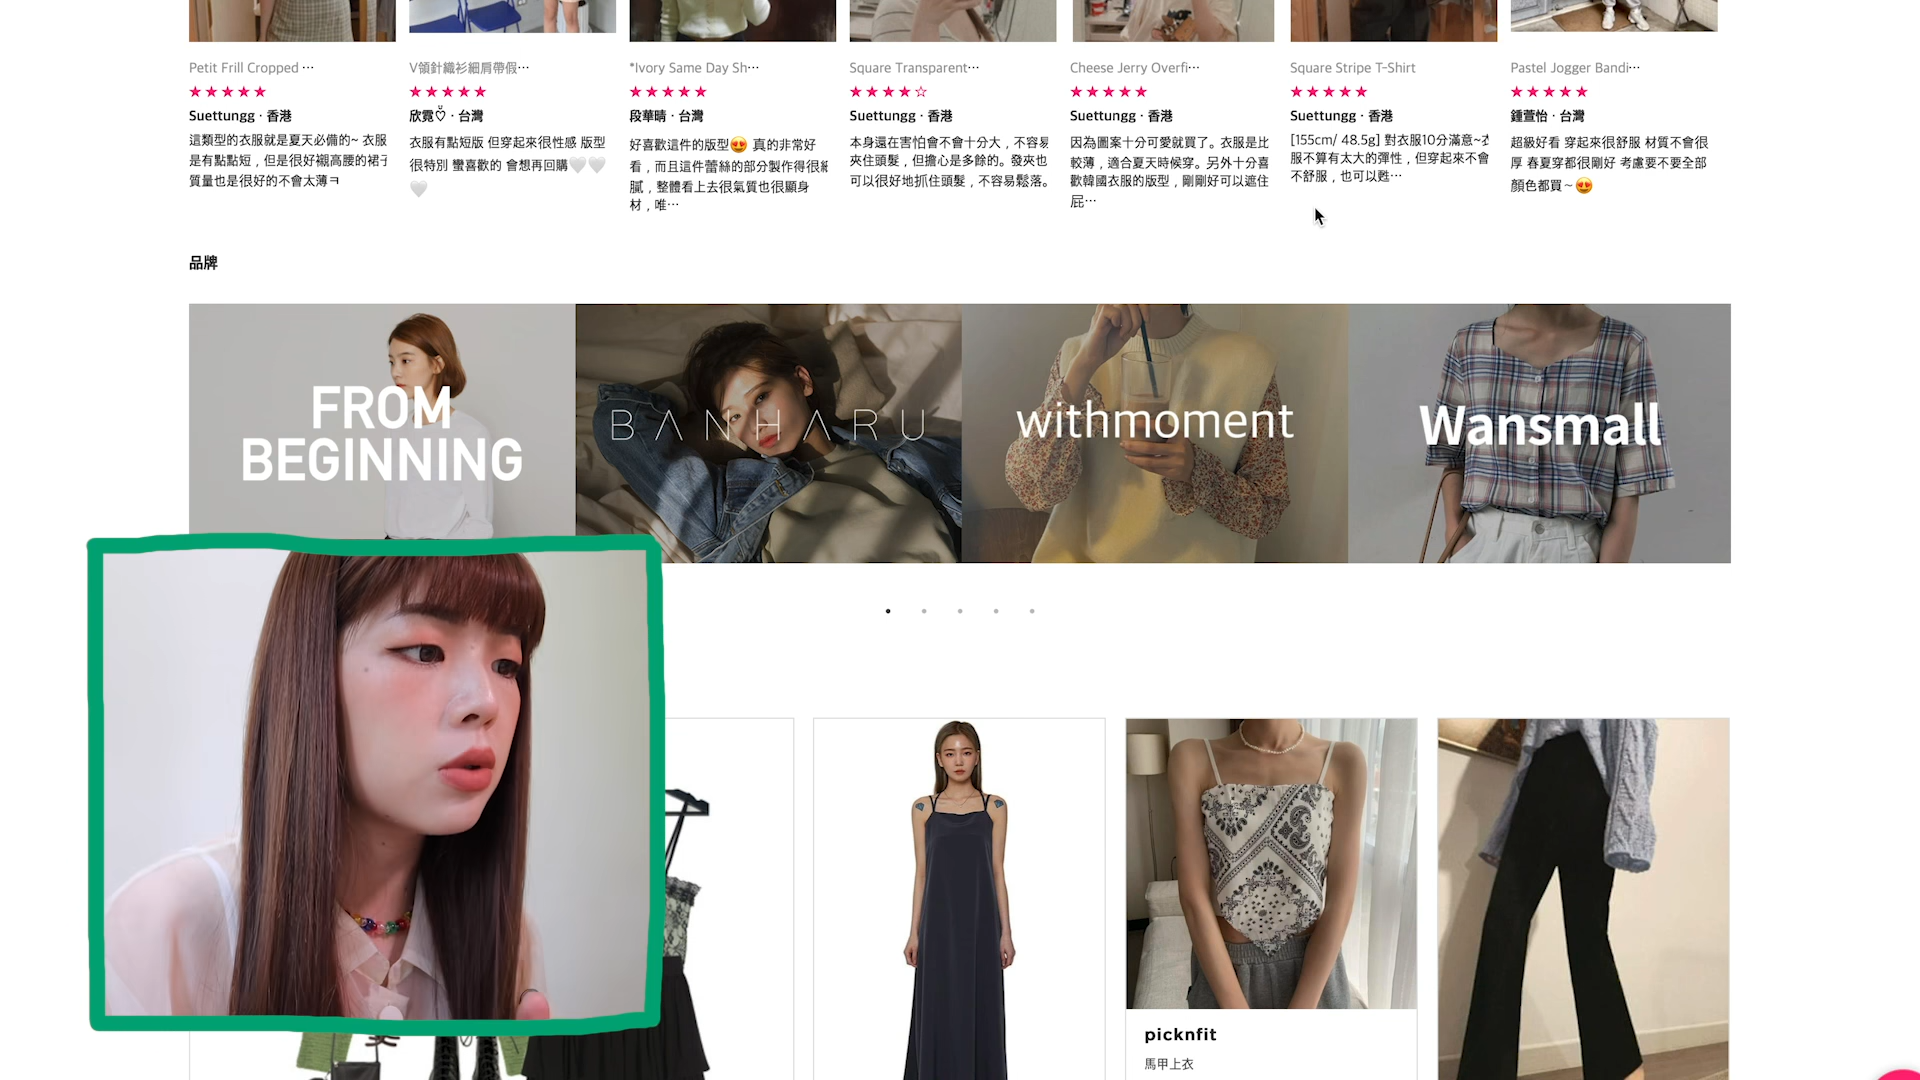 Petit Frill Cropped ⋯
V領針織衫細肩帶假⋯
*Ivory Same Day Sh⋯
Square Transparent⋯
Cheese Jerry Overfi⋯
Square Stripe T-Shirt
Pastel Jogger Bandi⋯
★★★★★
★★★★★
★★★★★
★★★★☆
★★★★★
★★★★★
★★★★★
Suettungg · 香港
欣霓♡ · 台灣
段華晴 · 台灣
Suettungg · 香港
Suettungg · 香港
Suettungg · 香港
鍾萱怡 · 台灣
這類型的衣服就是夏天必備的~ 衣服
是有點點短，但是很好襯高腰的裙子
質量也是很好的不會太薄ㅋ
衣服有點短版 但穿起來很性感 版型
很特別 蠻喜歡的 會想再回購🤍🤍
🤍
好喜歡這件的版型😍 真的非常好
看，而且這件蕾絲的部分製作得很細
膩，整體看上去很氣質也很顯身
材，唯⋯
本身還在害怕會不會十分大，不容易
夾住頭髮，但擔心是多餘的。發夾也
可以很好地抓住頭髮，不容易鬆落。
因為圖案十分可愛就買了。衣服是比
較薄，適合夏天時候穿。另外十分喜
歡韓國衣服的版型，剛剛好可以遮住
屁⋯
[155cm/ 48.5g] 對衣服10分滿意~衣
服不算有太大的彈性，但穿起來不會
不舒服，也可以甦⋯
超級好看 穿起來很舒服 材質不會很
厚 春夏穿都很剛好 考慮要不要全部
顏色都買～😍
品牌
FROM
BEGINNING
BANHARU
withmoment
Wansmall
picknfit
馬甲上衣